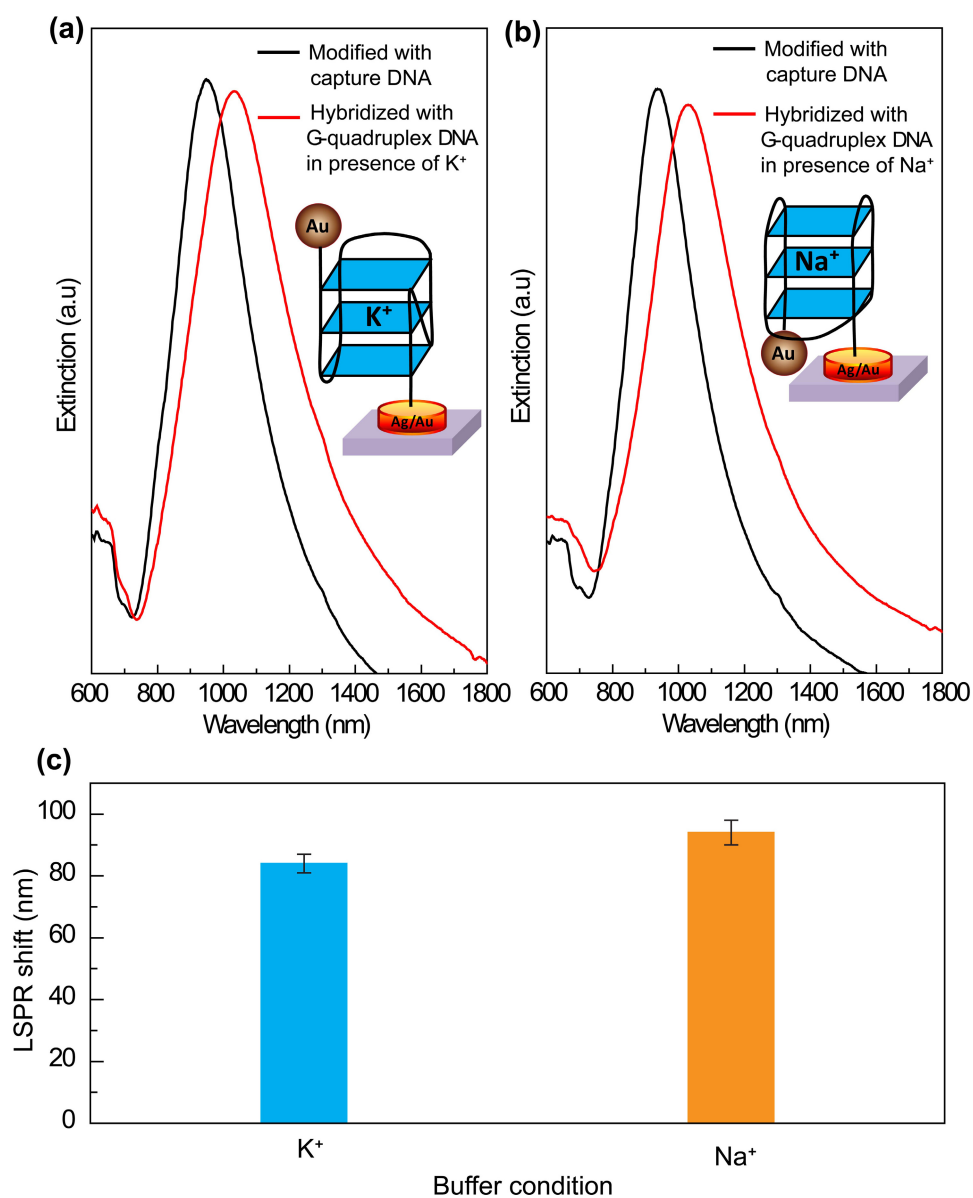 (a)
Modified with
capture DNA
Hybridized with
G-quadruplex DNA
in presence of K⁺
Au
K⁺
Ag/Au
Extinction (a.u)
600 800 1000 1200 1400 1600 1800
Wavelength (nm)
(b)
Modified with
capture DNA
Hybridized with
G-quadruplex DNA
in presence of Na⁺
Na⁺
Au
Ag/Au
Extinction (a.u)
600 800 1000 1200 1400 1600 1800
Wavelength (nm)
(c)
LSPR shift (nm)
100
80
60
40
20
0
K⁺ Na⁺
Buffer condition